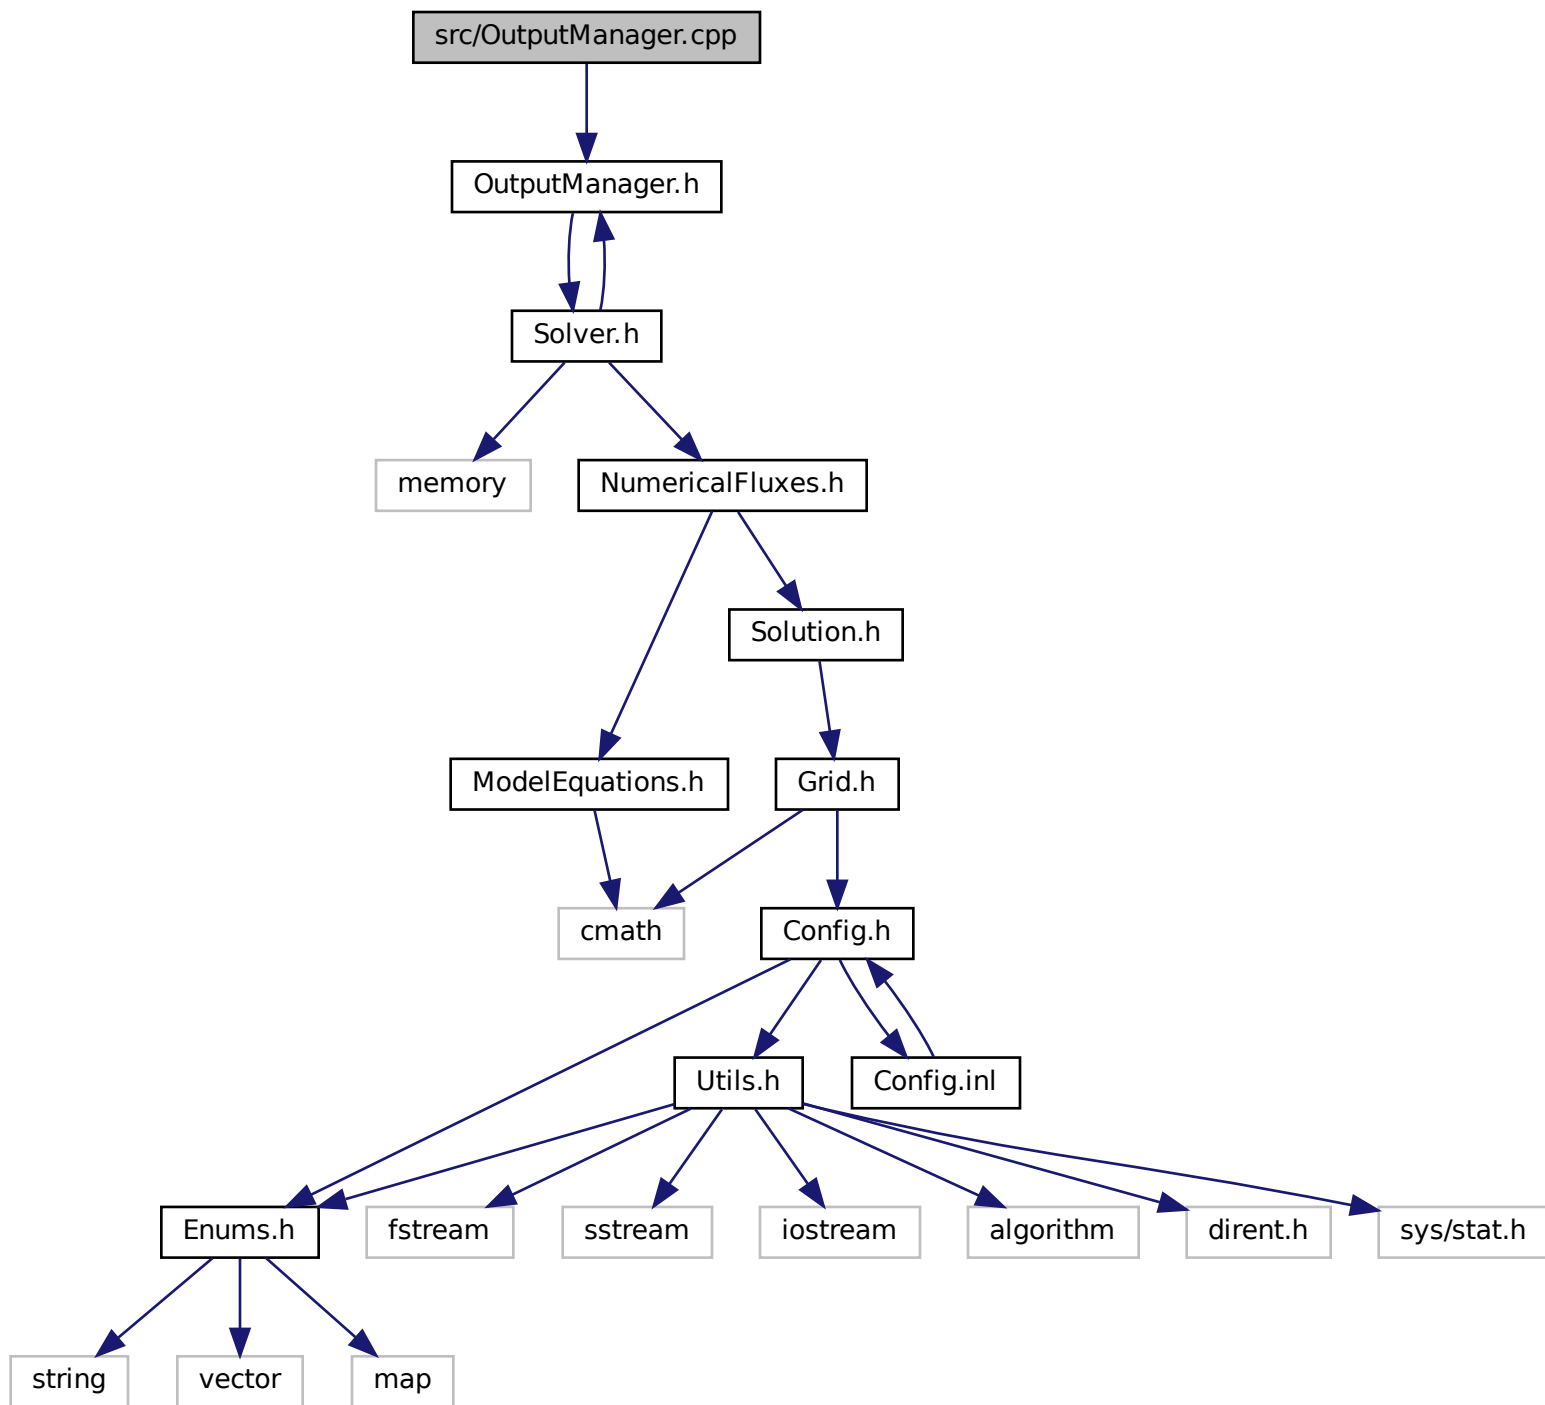 src/OutputManager.cpp
OutputManager.h
Solver.h
memory
NumericalFluxes.h
Solution.h
ModelEquations.h
Grid.h
cmath
Config.h
Utils.h
Config.inl
Enums.h
fstream
sstream
iostream
algorithm
dirent.h
sys/stat.h
string
vector
map